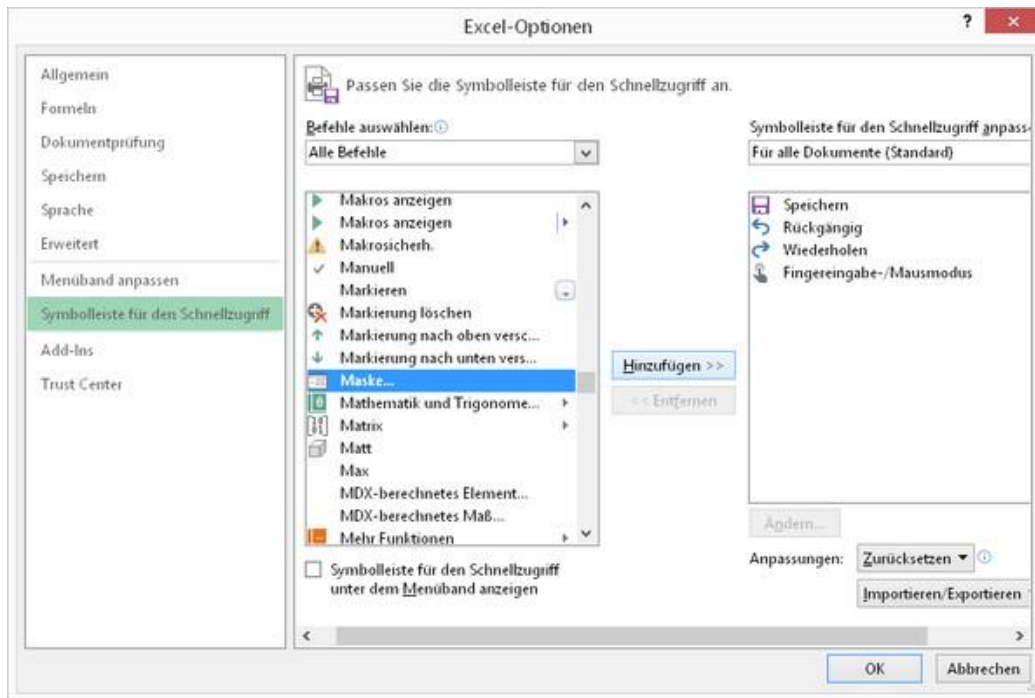 Excel-Optionen
?
Allgemein
Formeln
Dokumentprüfung
Speichern
Sprache
Erweitert
Menüband anpassen
Symbolleiste für den Schnellzugriff
Add-Ins
Trust Center
Passen Sie die Symbolleiste für den Schnellzugriff an.
Befehle auswählen:
Alle Befehle
Makros anzeigen
Makros anzeigen
Makrosicherh.
Manuell
Markieren
Markierung löschen
Markierung nach oben versc...
Markierung nach unten vers...
Maske...
Mathematik und Trigonome...
Matrix
Matt
Max
MDX-berechnetes Element...
MDX-berechnetes Maß...
Mehr Funktionen
Symbolleiste für den Schnellzugriff
unter dem Menüband anzeigen
Hinzufügen >>
<< Entfernen
Symbolleiste für den Schnellzugriff anpass
Für alle Dokumente (Standard)
Speichern
Rückgängig
Wiederholen
Fingereingabe-/Mausmodus
Ändern...
Anpassungen:
Zurücksetzen
Importieren/Exportieren
OK
Abbrechen